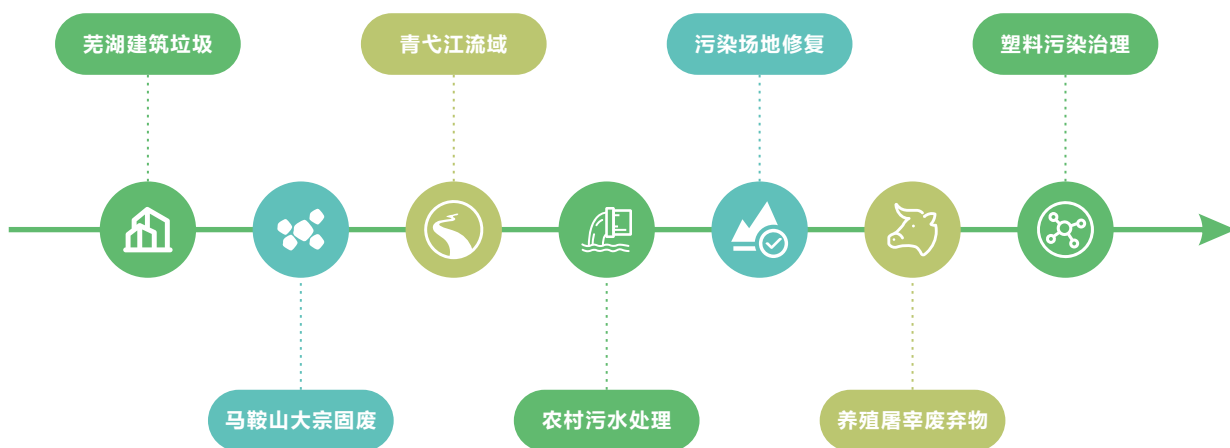 芜湖建筑垃圾
青弋江流域
污染场地修复
塑料污染治理
马鞍山大宗固废
农村污水处理
养殖屠宰废弃物